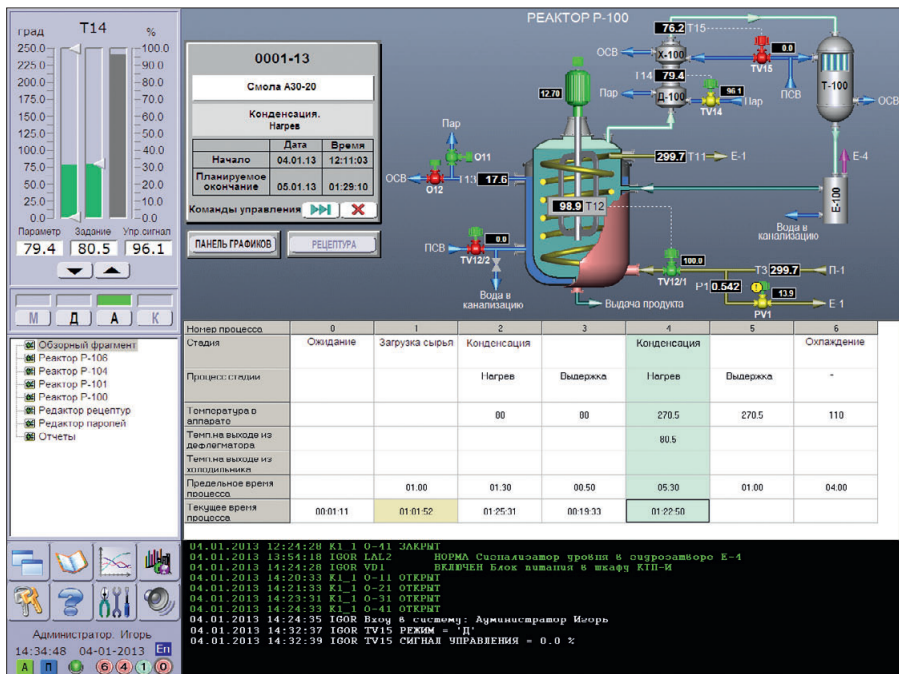 T14
град
%
250.0
225.0
200.0
175.0
150.0
125.0
100.0
75.0
50.0
25.0
0.0
100.0
90.0
80.0
70.0
60.0
50.0
40.0
30.0
20.0
10.0
0.0
Параметр Задание Упр.сигнал
79.4 80.5 96.1
М Д А К
Обзорный фрагмент
Реактор Р-106
Реактор Р-104
Реактор Р-101
Реактор Р-100
Редактор рецептур
Редактор паролей
Отчеты
Администратор. Игорь
14:34:48 04-01-2013 En
А П 6 4 1 0
РЕАКТОР Р-100
0001-13
Смола А30-20
Конденсация.
Нагрев
Дата Время
Начало 04.01.13 12:11:03
Планируемое окончание 05.01.13 01:29:10
Команды управления
ПАНЕЛЬ ГРАФИКОВ РЕЦЕПТУРА
76.2 T15
ОСВ Х-100
TV15 0.0
ПСВ
Т-100 ОСВ
T14 79.4
Пар Д-100 TV14 96.1 Пар
12.70
Пар
О11
ОСВ О12
T13 17.6
299.7 T11 Е-1
98.9 T12
Е-4
Е-100
Вода в
канализацию
ПСВ TV12/2 0.0
Вода в
канализацию
Выдача продукта
TV12/1 100.0
T3 299.7 П-1
P1 0.542
PV1 13.9
Е 1
Номер процесса 0 1 2 3 4 5 6
Стадия Ожидание Загрузка сырья Конденсация Конденсация Охлаждение
Процесс стадии Нагрев Выдержка Нагрев Выдержка -
Температура в аппарате 80 80 270.5 270.5 110
Темп.на выходе из дефлегматора 80.5
Темп.на выходе из холодильника
Предельное время процесса 01:00 01:30 00:50 05:30 01:00 04:00
Текущее время процесса 00:01:11 01:01:52 01:25:31 00:19:33 01:22:50
04.01.2013 12:24:28 K1_1 О-41 ЗАКРЫТ
04.01.2013 13:54:18 IGOR LAL2 НОРМА Сигнализатор уровня в гидрозатворе Е-4
04.01.2013 14:24:28 IGOR VD1 ВКЛЮЧЕН Блок питания в шкафу КТП-И
04.01.2013 14:20:33 K1_1 О-11 ОТКРЫТ
04.01.2013 14:21:33 K1_1 О-21 ОТКРЫТ
04.01.2013 14:23:31 K1_1 О-31 ОТКРЫТ
04.01.2013 14:24:33 K1_1 О-41 ОТКРЫТ
04.01.2013 14:24:35 IGOR Вход в систему: Администратор Игорь
04.01.2013 14:32:37 IGOR TV15 РЕЖИМ = 'Д'
04.01.2013 14:32:39 IGOR TV15 СИГНАЛ УПРАВЛЕНИЯ = 0.0 %